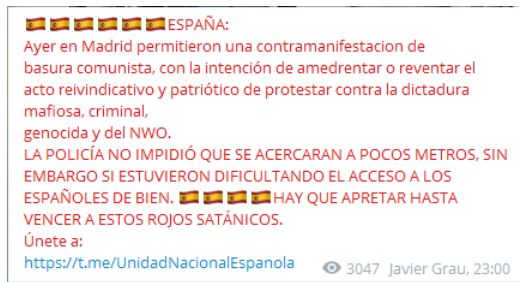 🇪🇸🇪🇸🇪🇸🇪🇸🇪🇸🇪🇸ESPAÑA:
Ayer en Madrid permitieron una contramanifestacion de
basura comunista, con la intención de amedrentar o reventar el
acto reivindicativo y patriótico de protestar contra la dictadura
mafiosa, criminal,
genocida y del NWO.
LA POLICÍA NO IMPIDIÓ QUE SE ACERCARAN A POCOS METROS, SIN
EMBARGO SI ESTUVIERON DIFICULTANDO EL ACCESO A LOS
ESPAÑOLES DE BIEN. 🇪🇸🇪🇸🇪🇸🇪🇸HAY QUE APRETAR HASTA
VENCER A ESTOS ROJOS SATÁNICOS.
Únete a:
https://t.me/UnidadNacionalEspanola 3047 Javier Grau, 23:00